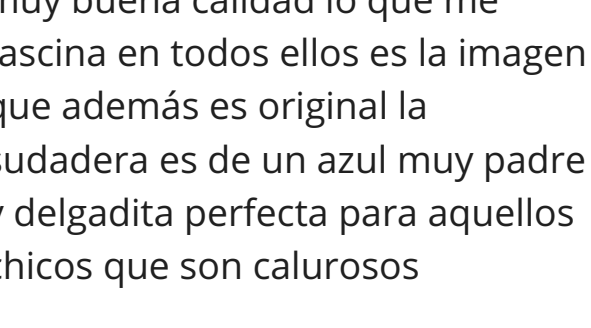 muy buena calidad lo que me
fascina en todos ellos es la imagen
que además es original la
sudadera es de un azul muy padre
y delgadita perfecta para aquellos
chicos que son calurosos